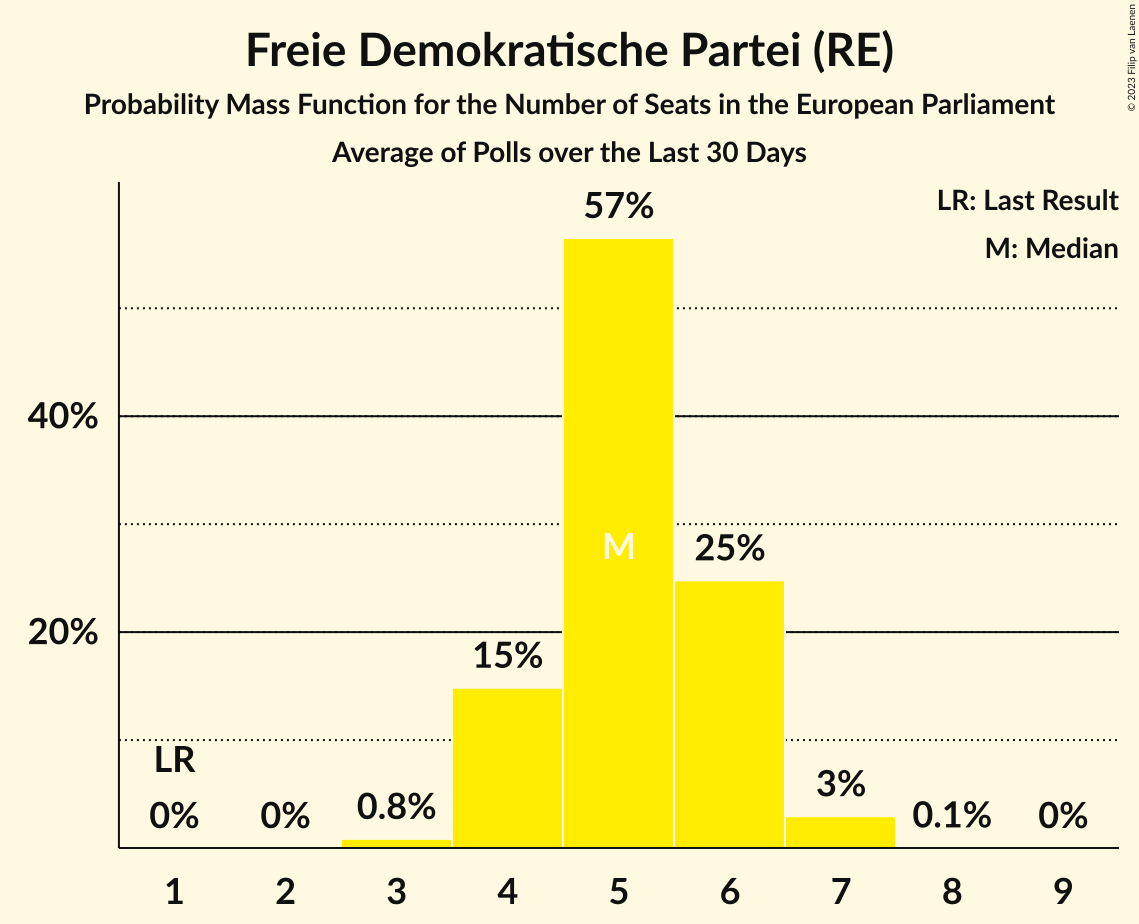 Freie Demokratische Partei (RE)
Probability Mass Function for the Number of Seats in the European Parliament
Average of Polls over the Last 30 Days
© 2023 Filip van Laenen
LR: Last Result
M: Median
57%
40%
M
25%
20%
15%
LR
0%
0%
0.8%
3%
0.1%
0%
1 2 3 4 5 6 7 8 9